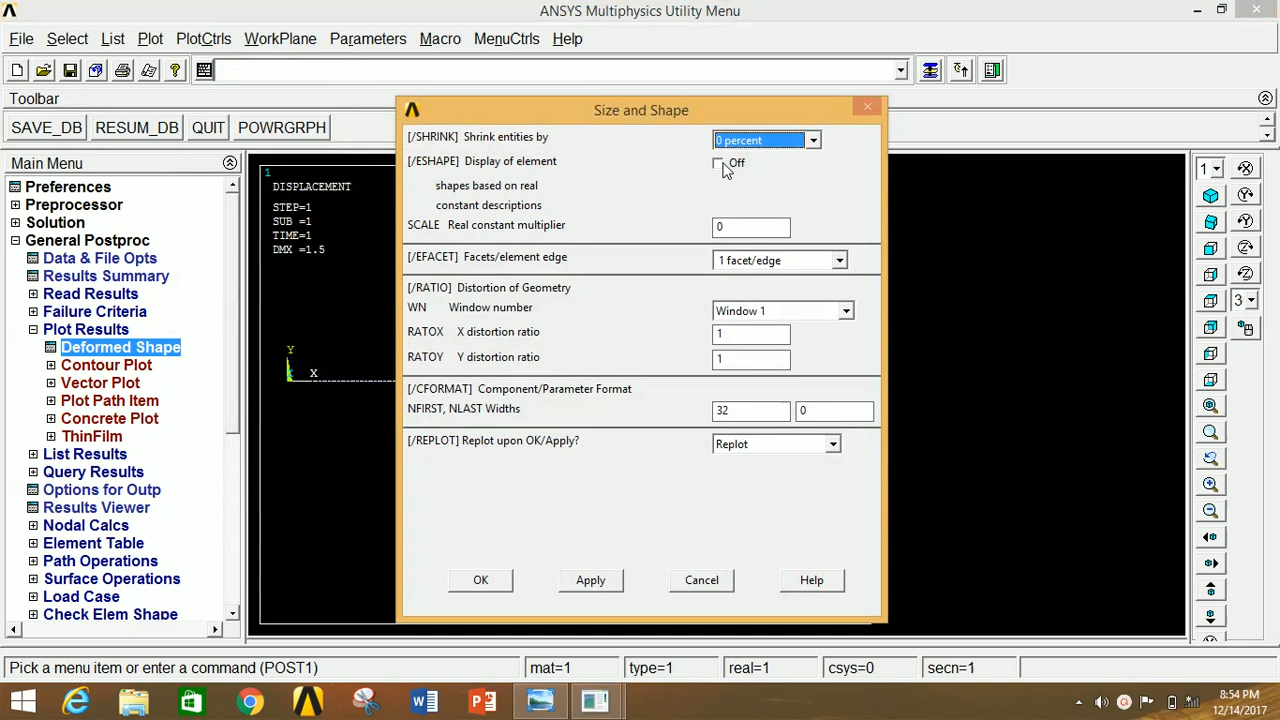 ANSYS Multiphysics Utility Menu
File Select List Plot PlotCtrls WorkPlane Parameters Macro MenuCtrls Help
Toolbar
SAVE_DB RESUM_DB QUIT POWRGRPH
Main Menu
Preferences
Preprocessor
Solution
General Postproc
Data & File Opts
Results Summary
Read Results
Failure Criteria
Plot Results
Deformed Shape
Contour Plot
Vector Plot
Plot Path Item
Concrete Plot
ThinFilm
List Results
Query Results
Options for Outp
Results Viewer
Nodal Calcs
Element Table
Path Operations
Surface Operations
Load Case
Check Elem Shape
1
DISPLACEMENT
STEP=1
SUB =1
TIME=1
DMX =1.5
Y
X
Size and Shape
[/SHRINK] Shrink entities by 0 percent
[/ESHAPE] Display of element Off
shapes based on real
constant descriptions
SCALE Real constant multiplier 0
[/EFACET] Facets/element edge 1 facet/edge
[/RATIO] Distortion of Geometry
WN Window number Window 1
RATOX X distortion ratio 1
RATOY Y distortion ratio 1
[/CFORMAT] Component/Parameter Format
NFIRST, NLAST Widths 32 0
[/REPLOT] Replot upon OK/Apply? Replot
OK Apply Cancel Help
1
3
Pick a menu item or enter a command (POST1) mat=1 type=1 real=1 csys=0 secn=1
8:54 PM
12/14/2017